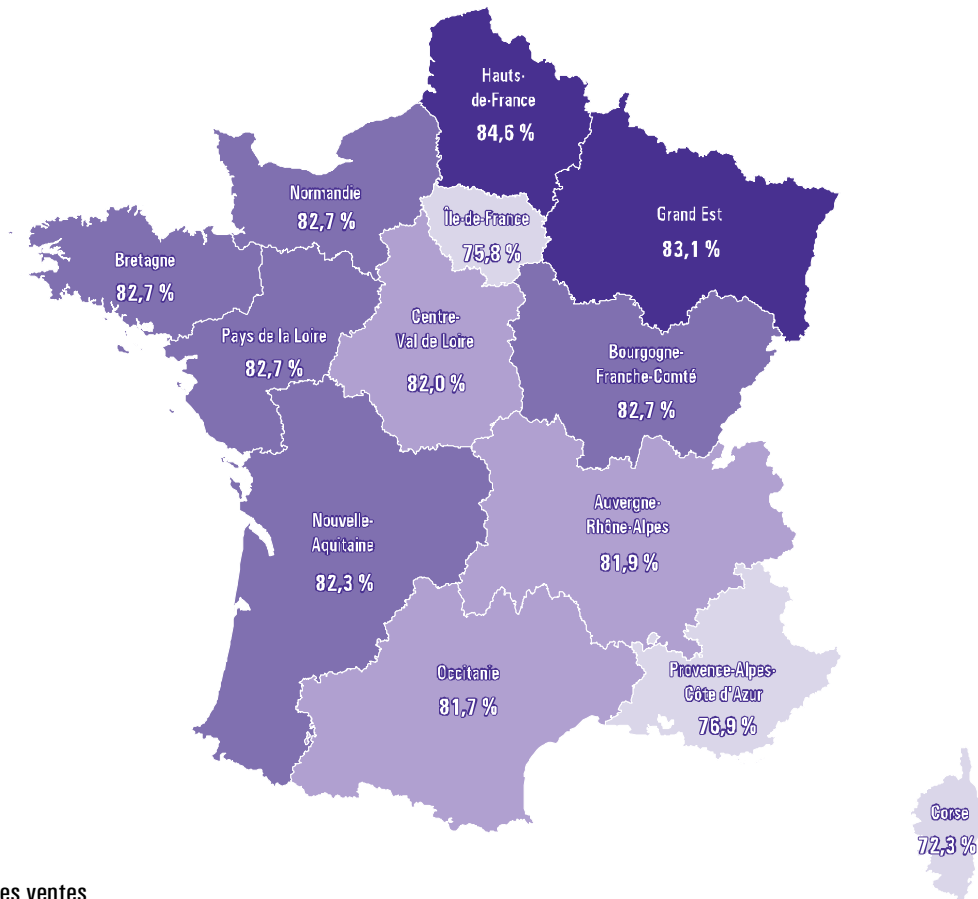 Hauts-
de-France
84,6 %
Normandie
82,7 %
Île-de-France
75,8 %
Grand Est
83,1 %
Bretagne
82,7 %
Pays de la Loire
82,7 %
Centre-
Val de Loire
82,0 %
Bourgogne-
Franche-Comté
82,7 %
Nouvelle-
Aquitaine
82,3 %
Auvergne-
Rhône-Alpes
81,9 %
Occitanie
81,7 %
Provence-Alpes-
Côte d'Azur
76,9 %
Corse
72,3 %
es ventes